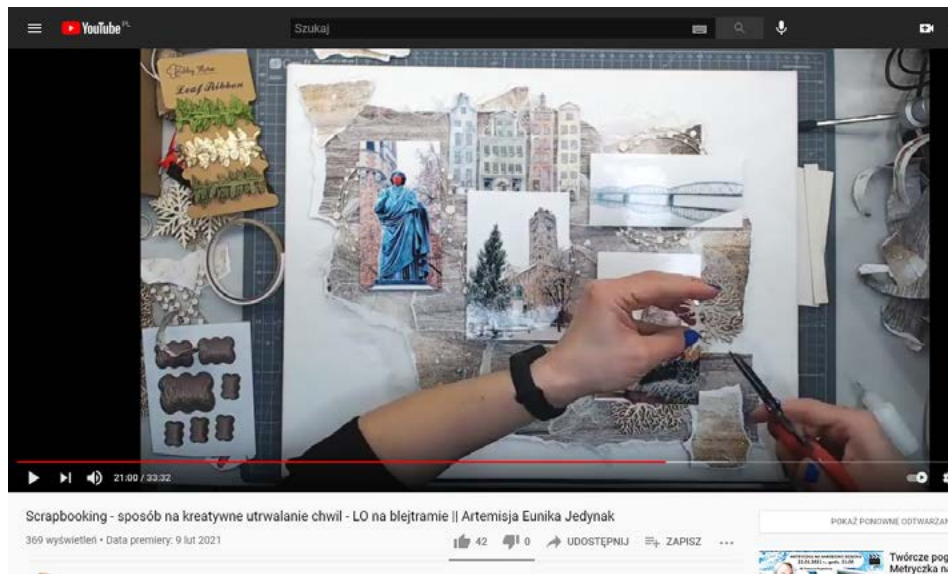 YouTube PL
Szukaj
Leaf Ribbon
21:00 / 33:32
Scrapbooking - sposób na kreatywne utrwalanie chwil - LO na blejtramie || Artemisja Eunika Jedynak
369 wyświetleń • Data premiery: 9 lut 2021
42
0
UDOSTĘPNIJ
ZAPISZ
POKAŻ PONOWNE ODTWARZAN
Twórcze pog
Metryczka n